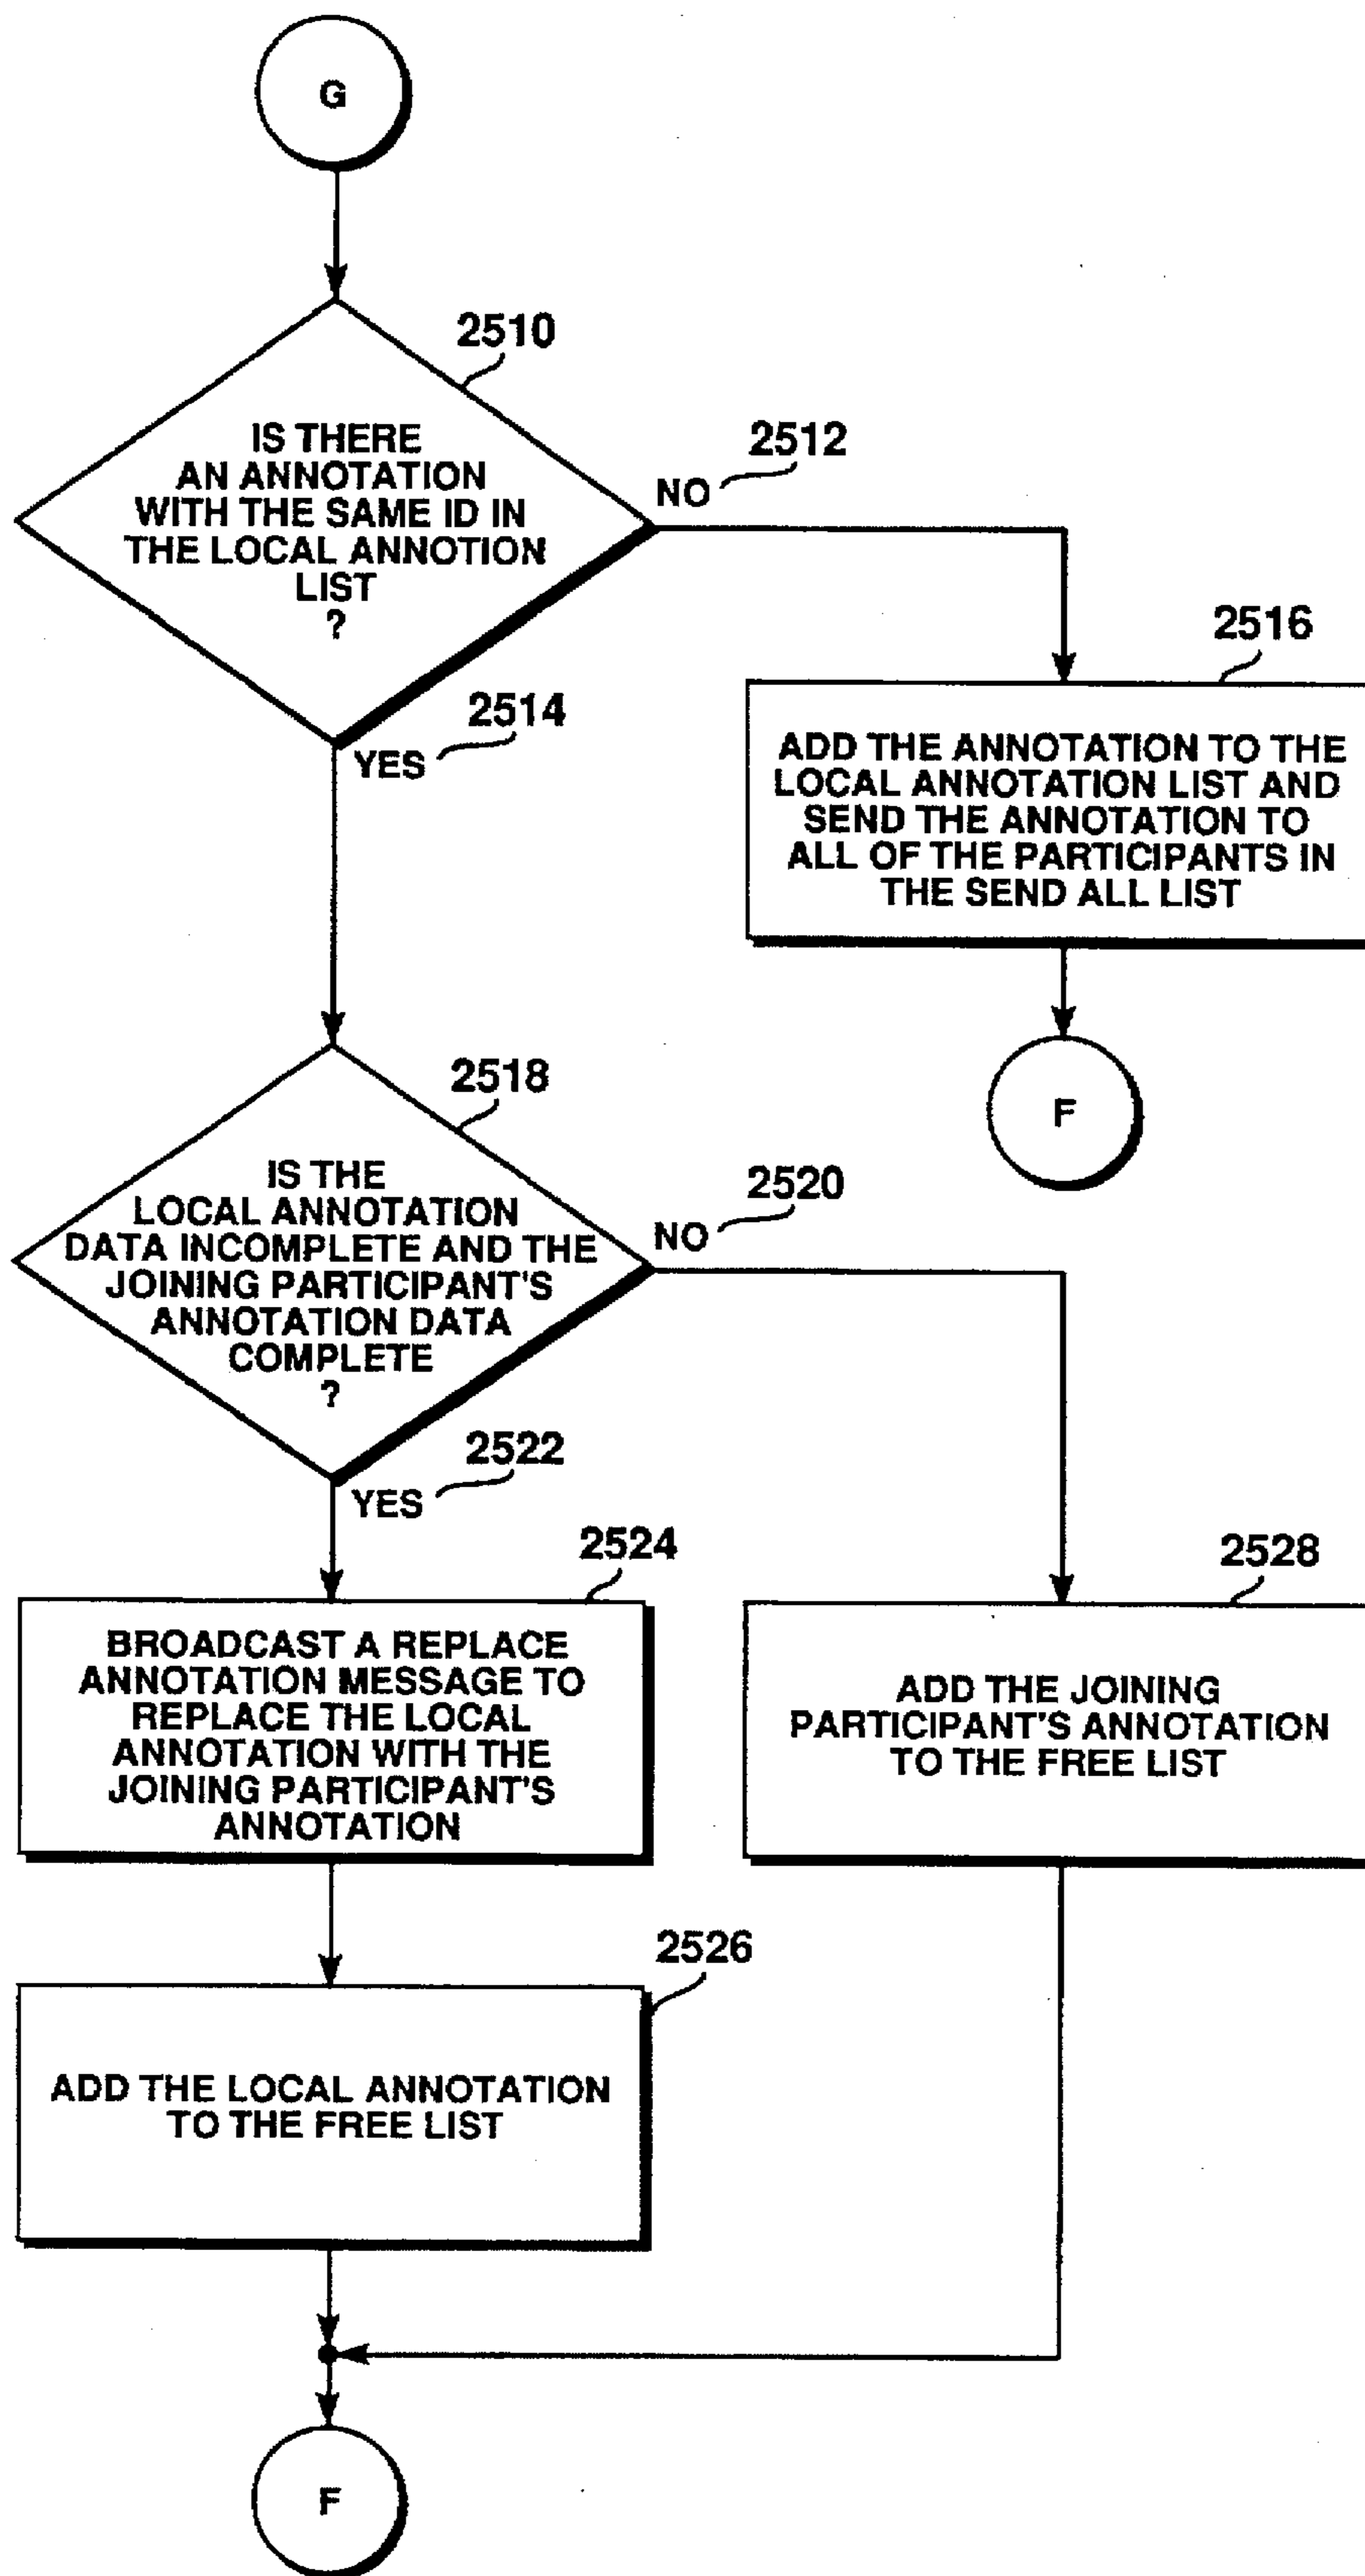 G
2510
IS THERE
AN ANNOTATION
WITH THE SAME ID IN
THE LOCAL ANNOTION
LIST
?
NO
2512
YES
2514
2516
ADD THE ANNOTATION TO THE
LOCAL ANNOTATION LIST AND
SEND THE ANNOTATION TO
ALL OF THE PARTICIPANTS IN
THE SEND ALL LIST
F
2518
IS THE
LOCAL ANNOTATION
DATA INCOMPLETE AND THE
JOINING PARTICIPANT'S
ANNOTATION DATA
COMPLETE
?
NO
2520
YES
2522
2524
BROADCAST A REPLACE
ANNOTATION MESSAGE TO
REPLACE THE LOCAL
ANNOTATION WITH THE
JOINING PARTICIPANT'S
ANNOTATION
2528
ADD THE JOINING
PARTICIPANT'S ANNOTATION
TO THE FREE LIST
2526
ADD THE LOCAL ANNOTATION
TO THE FREE LIST
F